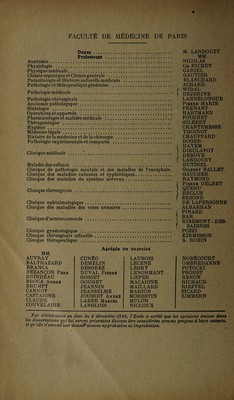 FACULTÉ DE MÉDECINE DE PARIS
Doyen M. LANDOUZY
Professeurs MM.
Anatomie NICOLAS
Physiologie Ch RICHET
Physique médicale GARIEL
Chimie organique et Chimie générale GAUTIER
Parasitologie et Histoire naturelle médicale BLANCHARD
Pathologie et thérapeutique générales ACHARD
Pathologie médicale WIDAL
DEJERINE
Pathologie chirurgicale LANNELONGUE
Anatomie pathologique PIERRE MARIE
Histologie PRENANT
Opérations et appareils HARTMANN
Pharmacologie et matière médicale POUCHET
Thérapeutique GILBERT
Hygiène CHANTEMESSE
Médecine légale THOINOT
Histoire de la médecine et de la chirurgie CHAUFFARD
Pathologie expérimentale et comparée ROGER
Clinique médicale HAYEM
DIEULAFOY
DEBOVE
LANDOUZY
Maladie des enfants HUTINEL
Clinique de pathologie mentale et des maladies de l'encéphale. GILBERT BALLET
Clinique des maladies cutanées et syphilitiques. GAUCHER
Clinique des maladies du système nerveux RAYMOND
Clinique chirurgicale PIERRE DELBET
QUENU
RECLUS
SEGOND
Clinique ophtalmologique DE LAPERSONNE
Clinique des maladies des voies urinaires ALBARRAN
Clinique d'accouchements PINARD
BAR
RIBEMONT-DESSAIGNES
Clinique gynécologique POZZI
Clinique chirurgicale infantile KIRMISSON
Clinique thérapeutique A. ROBIN
Agrégés en exercice
MM.
AUVRAY CUNÉO LAUNOIS NOBÉCOURT
BALTHAZARD DEMELIN LECENE OMBREDANNE
BRANCA DESGREZ LEGRY POTOCKI
BEZANÇON FERN DUVAL PIERRE LENORMANT PROUST
BRINDEAU GOSSET LOEPER RENON
BROCA ANDRÉ GOUGET MACAIGNE RICHAUD
BRUMPT JEANNIN MAILLARD RIEFFEL
CARNOT JEANSELME MARION SICARD
CASTAIGNE JOUSSET ANDRÉ MORESTIN ZIMMERN
CLAUDE LABBÉ MARCEL MULON
COUVELAIRE LANGLOIS NICLOUX
Par délibération en date du 9 décembre 1798, l'Ecole a arrêté que les opinions émises dans
les dissertations qui lui seront présentées doivent être considérées comme propres à leurs auteurs,
et qu'elle n'entend leur donner aucune approbation ni improbation.